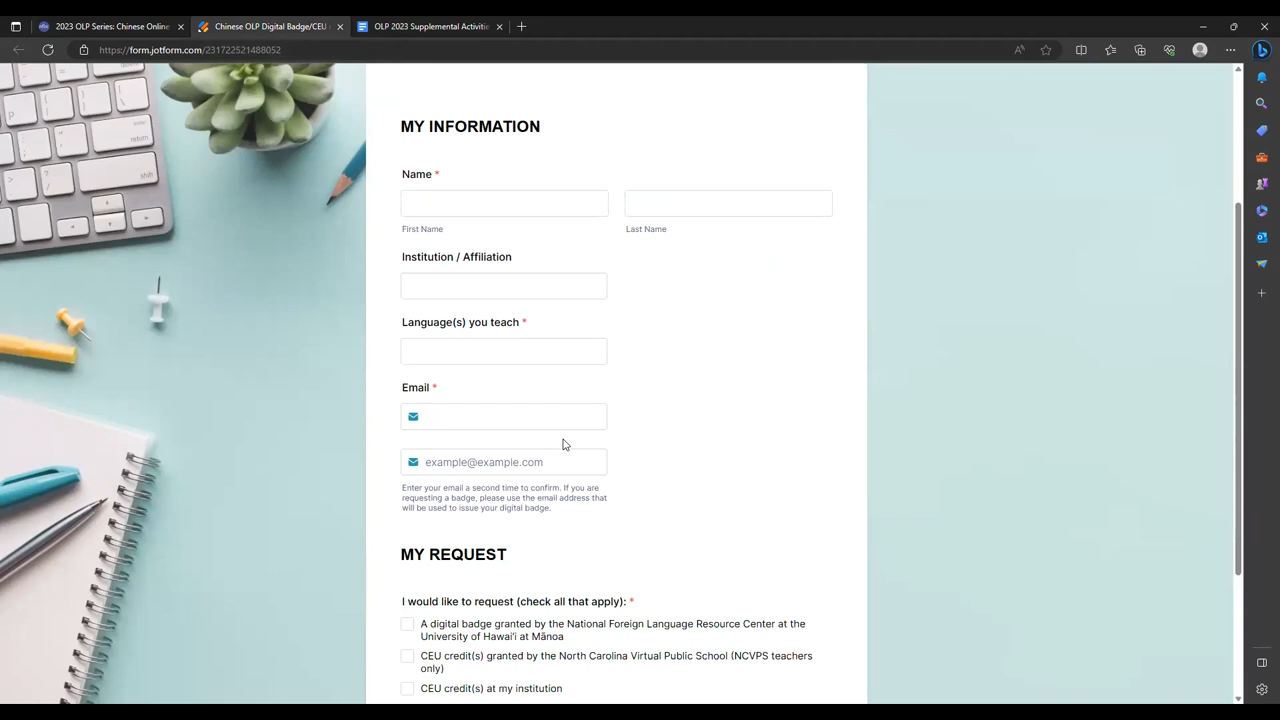 2023 OLP Series: Chinese Online
Chinese OLP Digital Badge/CEU
OLP 2023 Supplemental Activitie
https://form.jotform.com/231722521488052
MY INFORMATION
Name *
First Name
Last Name
Institution / Affiliation
Language(s) you teach *
Email *
example@example.com
Enter your email a second time to confirm. If you are
requesting a badge, please use the email address that
will be used to issue your digital badge.
MY REQUEST
I would like to request (check all that apply): *
A digital badge granted by the National Foreign Language Resource Center at the
University of Hawai'i at Mānoa
CEU credit(s) granted by the North Carolina Virtual Public School (NCVPS teachers
only)
CEU credit(s) at my institution
return
shift